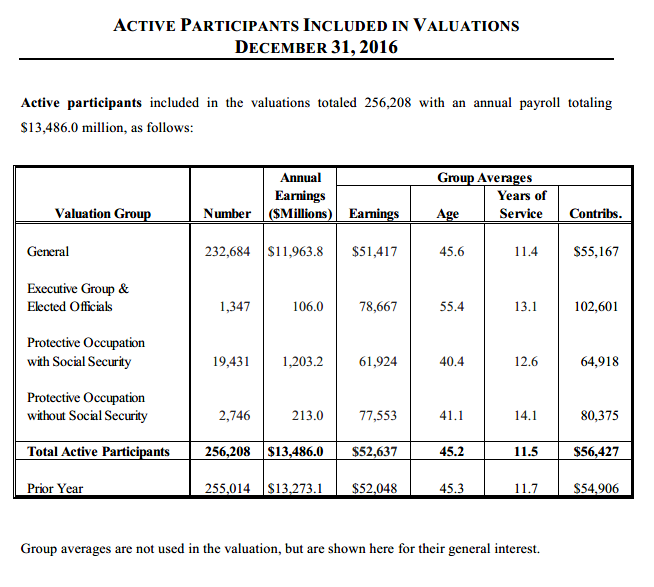 ACTIVE PARTICIPANTS INCLUDED IN VALUATIONS
DECEMBER 31, 2016
Active participants included in the valuations totaled 256,208 with an annual payroll totaling
$13,486.0 million, as follows:
Annual Group Averages
Earnings Years of
Valuation Group Number ($Millions) Earnings Age Service Contribs.
General 232,684 $11,963.8 $51,417 45.6 11.4 $55,167
Executive Group &
Elected Officials 1,347 106.0 78,667 55.4 13.1 102,601
Protective Occupation
with Social Security 19,431 1,203.2 61,924 40.4 12.6 64,918
Protective Occupation
without Social Security 2,746 213.0 77,553 41.1 14.1 80,375
Total Active Participants 256,208 $13,486.0 $52,637 45.2 11.5 $56,427
Prior Year 255,014 $13,273.1 $52,048 45.3 11.7 $54,906
Group averages are not used in the valuation, but are shown here for their general interest.